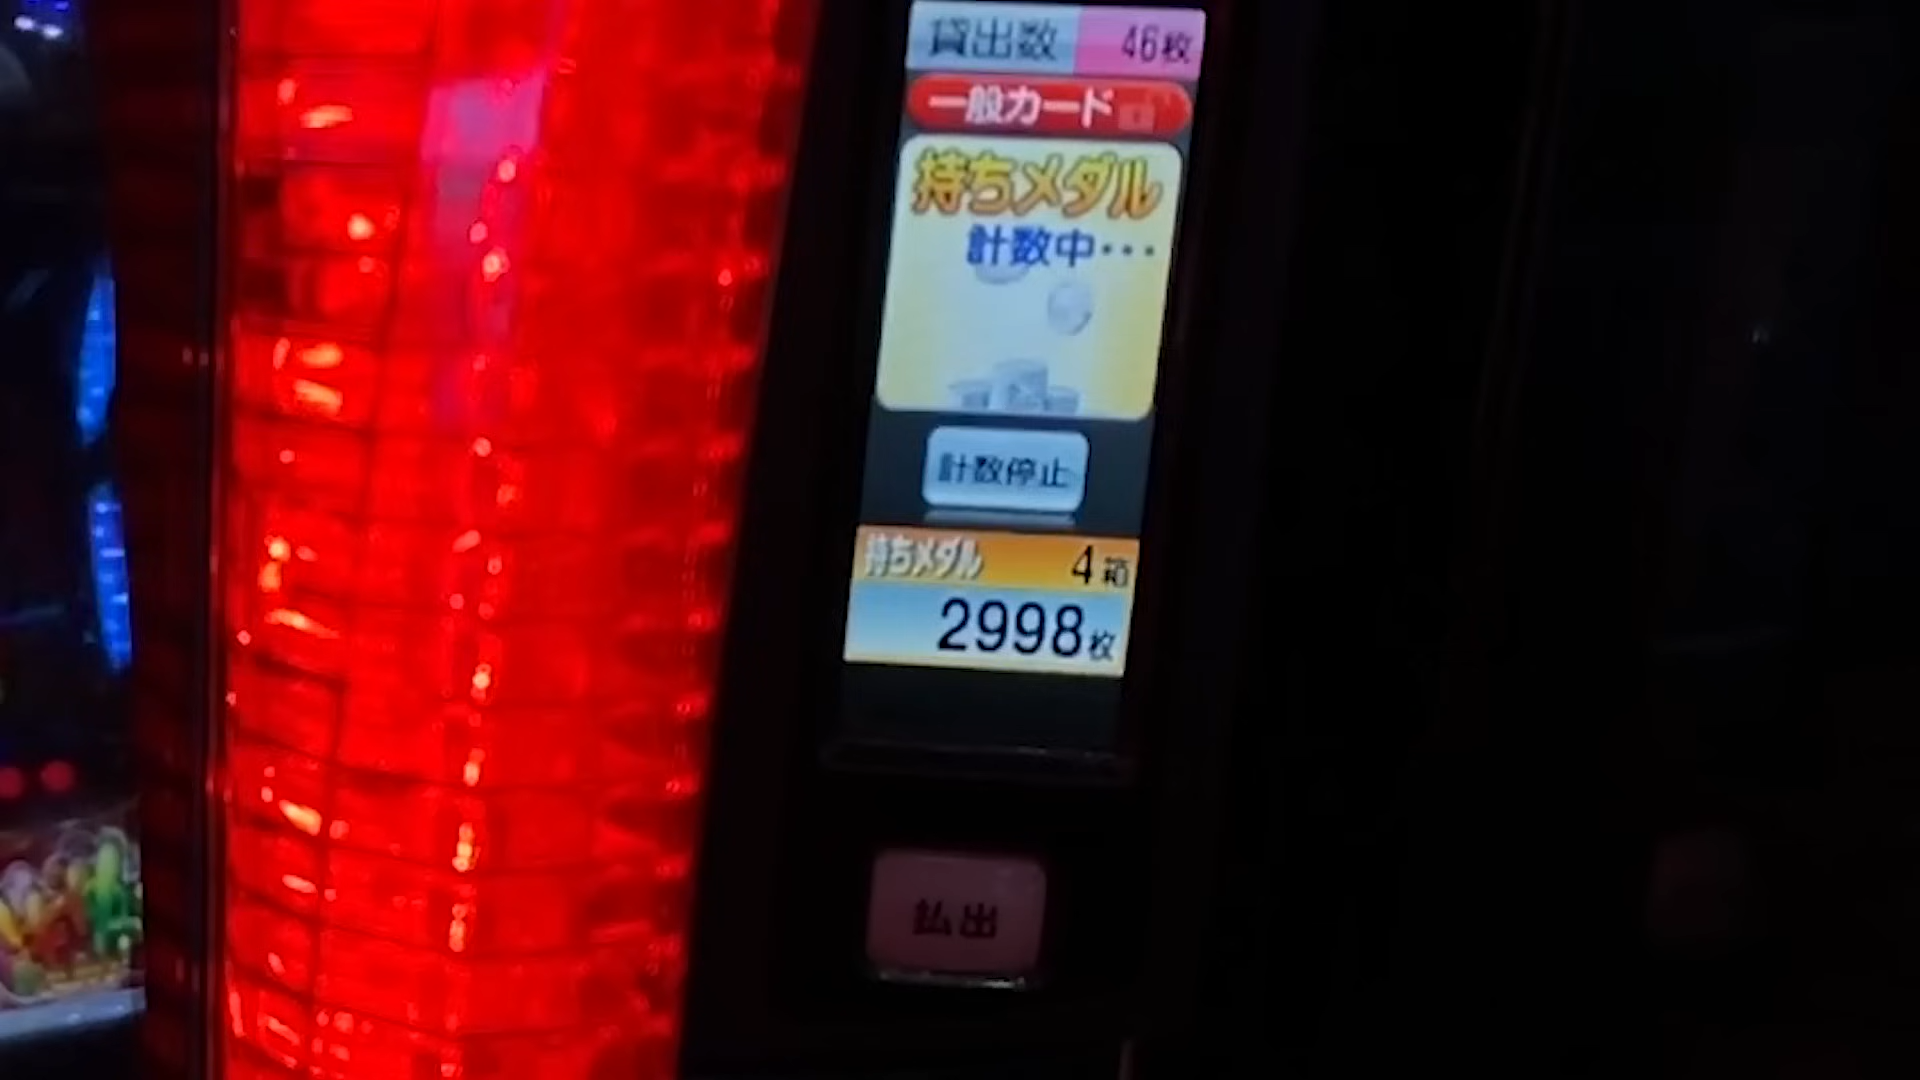 貸出数 46枚
一般カード
持ちメダル
計数中・・・
計数停止
持ちメダル 4箱
2998枚
払出